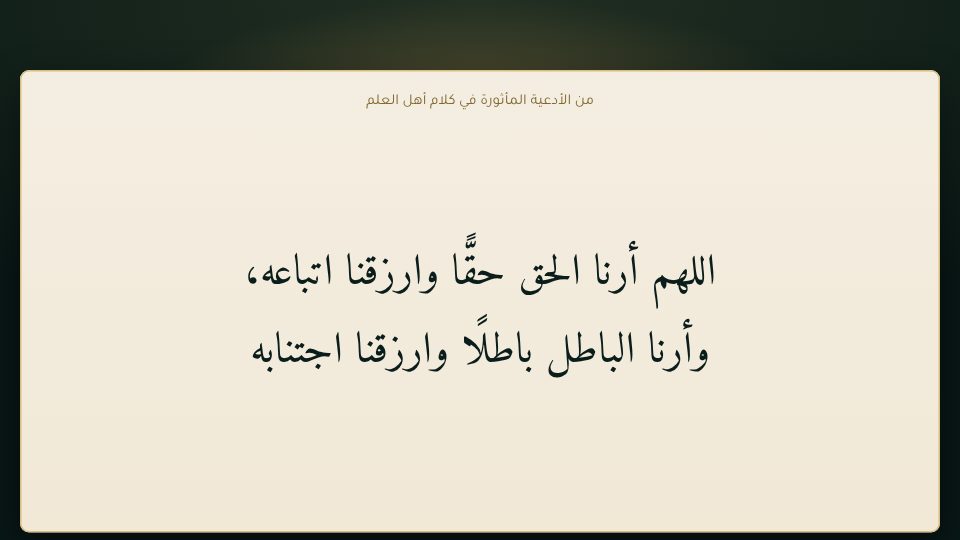 من الأدعية المأثورة في كلام أهل العلم
اللهم أرنا الحق حقًّا وارزقنا اتباعه،
وأرنا الباطل باطلًا وارزقنا اجتنابه